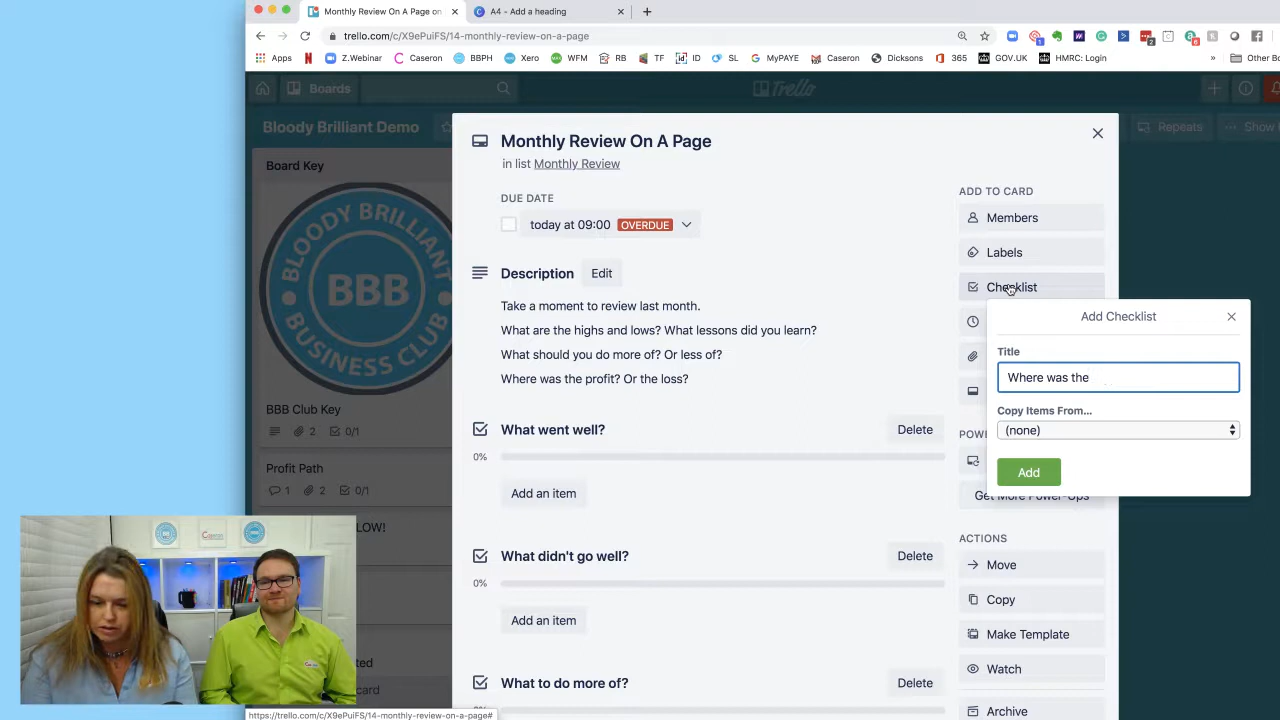 Monthly Review On A Page on
A4 - Add a heading
trello.com/c/X9ePuiFS/14-monthly-review-on-a-page
Apps
Z.Webinar
Caseron
BBPH
Xero
WFM
RB
TF
ID
SL
MyPAYE
Caseron
Dicksons
365
GOV.UK
HMRC: Login
»
Other Bo
Boards
Trello
Bloody Brilliant Demo
Repeats
··· Show
Board Key
BLOODY BRILLIANT
BBB
BUSINESS CLUB
BBB Club Key
2
0/1
Profit Path
1
2
0/1
LOW!
ted
card
Monthly Review On A Page
in list Monthly Review
DUE DATE
today at 09:00 OVERDUE
Description Edit
Take a moment to review last month.
What are the highs and lows? What lessons did you learn?
What should you do more of? Or less of?
Where was the profit? Or the loss?
What went well?
Delete
0%
Add an item
What didn't go well?
Delete
0%
Add an item
What to do more of?
Delete
0%
ADD TO CARD
Members
Labels
Checklist
POW
Get More Power-Ups
ACTIONS
Move
Copy
Make Template
Watch
Archive
Add Checklist
Title
Where was the
Copy Items From...
(none)
Add
https://trello.com/c/X9ePuiFS/14-monthly-review-on-a-page#